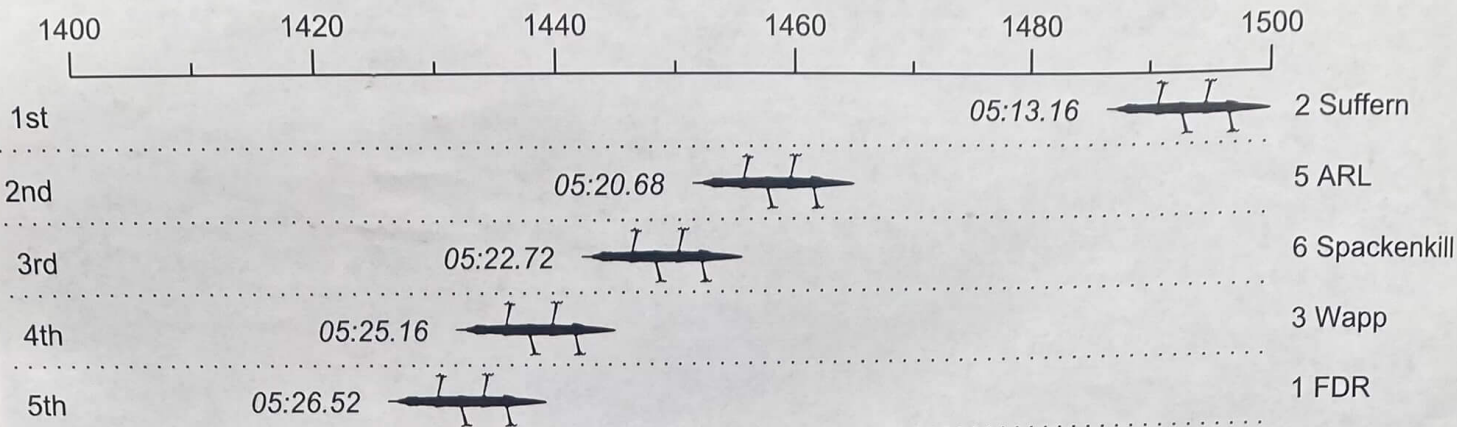 1400 1420 1440 1460 1480 1500
1st 05:13.16 2 Suffern
2nd 05:20.68 5 ARL
3rd 05:22.72 6 Spackenkill
4th 05:25.16 3 Wapp
5th 05:26.52 1 FDR